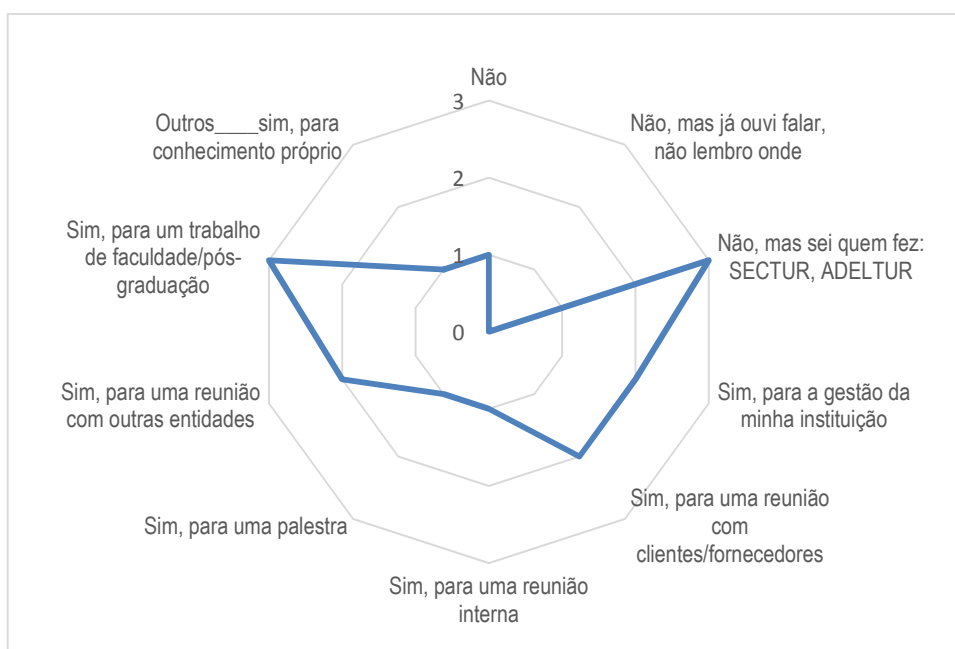 Não
3
2
1
0
Não, mas já ouvi falar,
não lembro onde
Não, mas sei quem fez:
SECTUR, ADELTUR
Sim, para a gestão da
minha instituição
Sim, para uma reunião
com
clientes/fornecedores
Sim, para uma reunião
interna
Sim, para uma palestra
Sim, para uma reunião
com outras entidades
Sim, para um trabalho
de faculdade/pós-
graduação
Outros____sim, para
conhecimento próprio